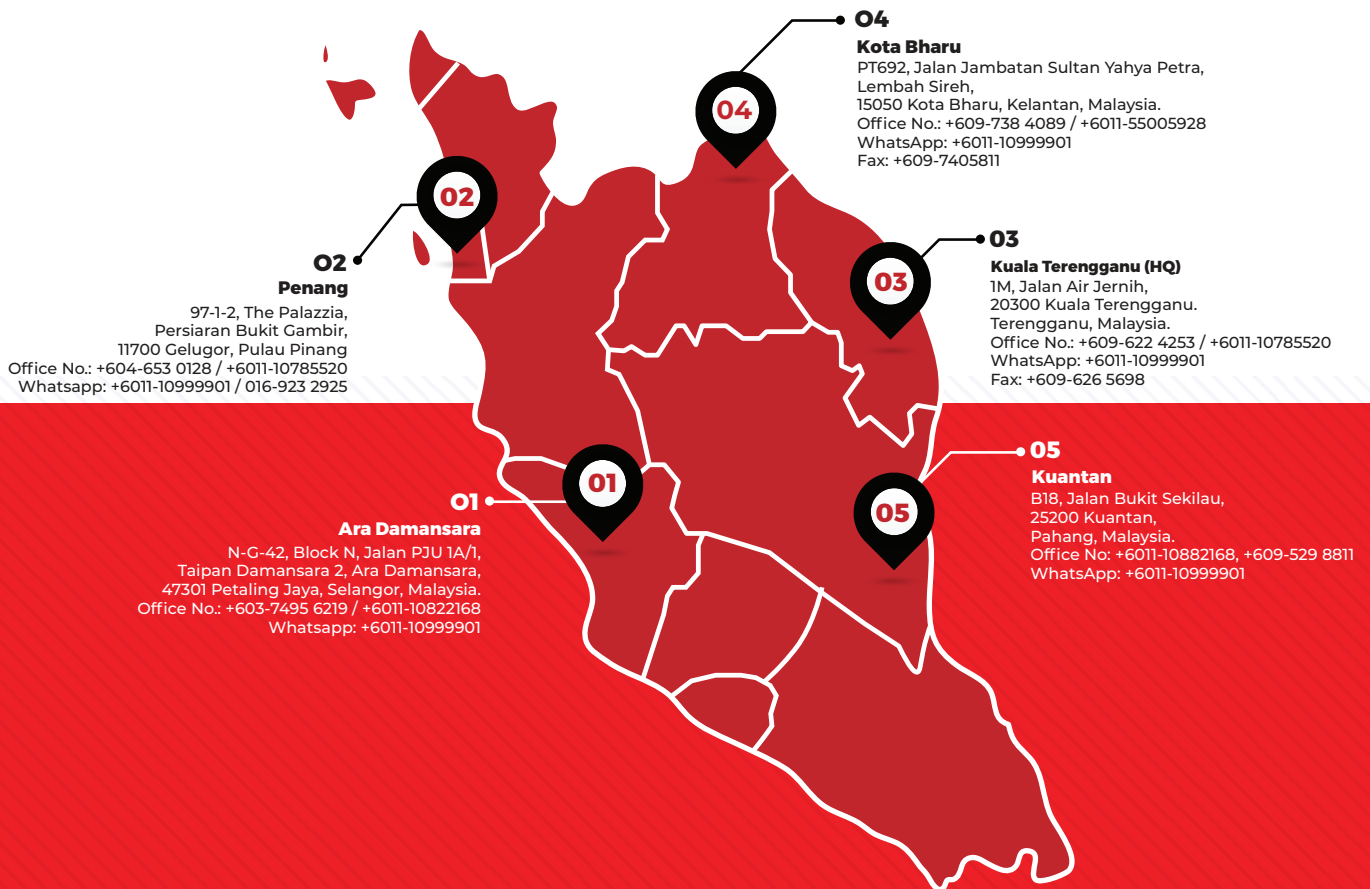 04
Kota Bharu
PT692, Jalan Jambatan Sultan Yahya Petra,
Lembah Sireh,
15050 Kota Bharu, Kelantan, Malaysia.
Office No.: +609-738 4089 / +6011-55005928
WhatsApp: +6011-10999901
Fax: +609-7405811
04
02
02
Penang
97-1-2, The Palazzia,
Persiaran Bukit Gambir,
11700 Gelugor, Pulau Pinang
Office No.: +604-653 0128 / +6011-10785520
Whatsapp: +6011-10999901 / 016-923 2925
03
03
Kuala Terengganu (HQ)
1M, Jalan Air Jernih,
20300 Kuala Terengganu.
Terengganu, Malaysia.
Office No.: +609-622 4253 / +6011-10785520
WhatsApp: +6011-10999901
Fax: +609-626 5698
01
01
Ara Damansara
N-G-42, Block N, Jalan PJU 1A/1,
Taipan Damansara 2, Ara Damansara,
47301 Petaling Jaya, Selangor, Malaysia.
Office No.: +603-7495 6219 / +6011-10822168
Whatsapp: +6011-10999901
05
05
Kuantan
B18, Jalan Bukit Sekilau,
25200 Kuantan,
Pahang, Malaysia.
Office No: +6011-10882168, +609-529 8811
WhatsApp: +6011-10999901